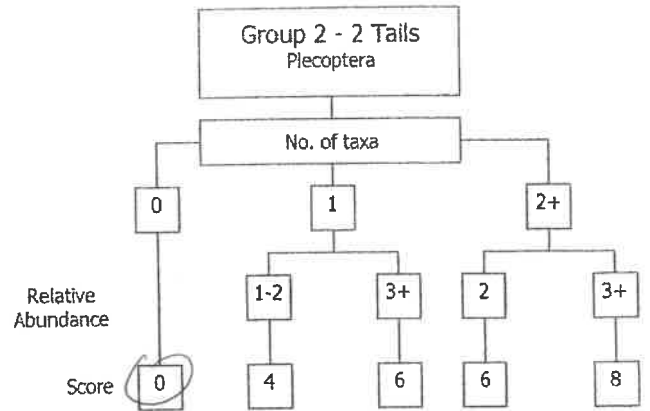 Group 2 - 2 Tails
Plecoptera
No. of taxa
0 1 2+
Relative
Abundance
1-2 3+ 2 3+
Score 0 4 6 6 8